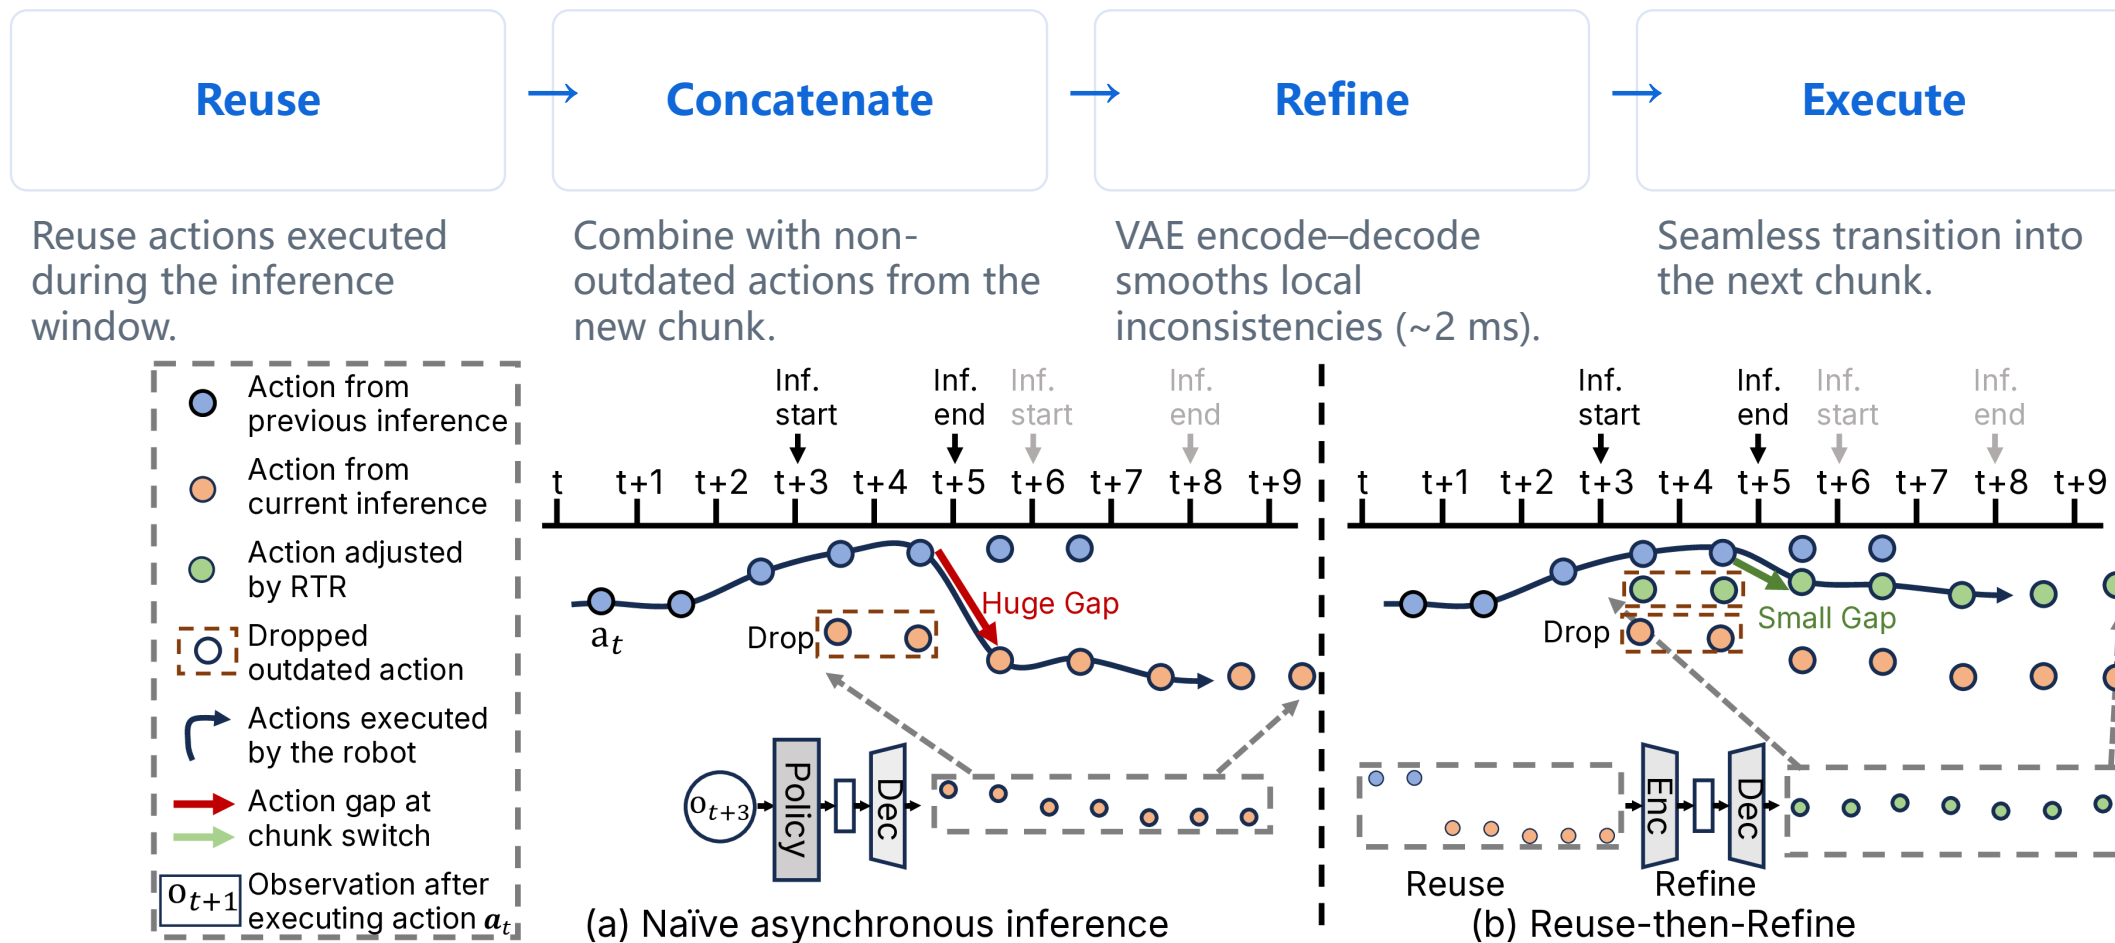 Reuse
→
Concatenate
→
Refine
→
Execute
Reuse actions executed
during the inference
window.
Combine with non-
outdated actions from the
new chunk.
VAE encode–decode
smooths local
inconsistencies (~2 ms).
Seamless transition into
the next chunk.
Action from
previous inference
Action from
current inference
Action adjusted
by RTR
Dropped
outdated action
Actions executed
by the robot
Action gap at
chunk switch
o_{t+1}
Observation after
executing action a_t
Inf.
start
Inf.
end
Inf.
start
Inf.
end
t t+1 t+2 t+3 t+4 t+5 t+6 t+7 t+8 t+9
a_t
Huge Gap
Drop
o_{t+3}
Policy
Dec
(a) Naïve asynchronous inference
Inf.
start
Inf.
end
Inf.
start
Inf.
end
t t+1 t+2 t+3 t+4 t+5 t+6 t+7 t+8 t+9
Small Gap
Drop
Enc
Dec
Reuse
Refine
(b) Reuse-then-Refine